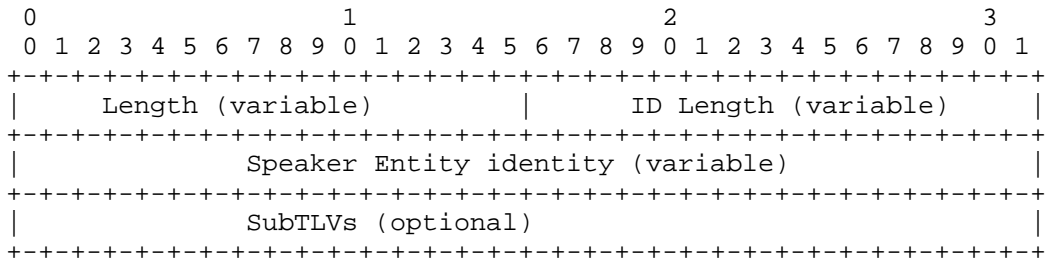 0                   1                   2                   3
0 1 2 3 4 5 6 7 8 9 0 1 2 3 4 5 6 7 8 9 0 1 2 3 4 5 6 7 8 9 0 1
+-+-+-+-+-+-+-+-+-+-+-+-+-+-+-+-+-+-+-+-+-+-+-+-+-+-+-+-+-+-+-+-+
|     Length (variable)         |      ID Length (variable)     |
+-+-+-+-+-+-+-+-+-+-+-+-+-+-+-+-+-+-+-+-+-+-+-+-+-+-+-+-+-+-+-+-+
|              Speaker Entity identity (variable)               |
+-+-+-+-+-+-+-+-+-+-+-+-+-+-+-+-+-+-+-+-+-+-+-+-+-+-+-+-+-+-+-+-+
|              SubTLVs (optional)                               |
+-+-+-+-+-+-+-+-+-+-+-+-+-+-+-+-+-+-+-+-+-+-+-+-+-+-+-+-+-+-+-+-+